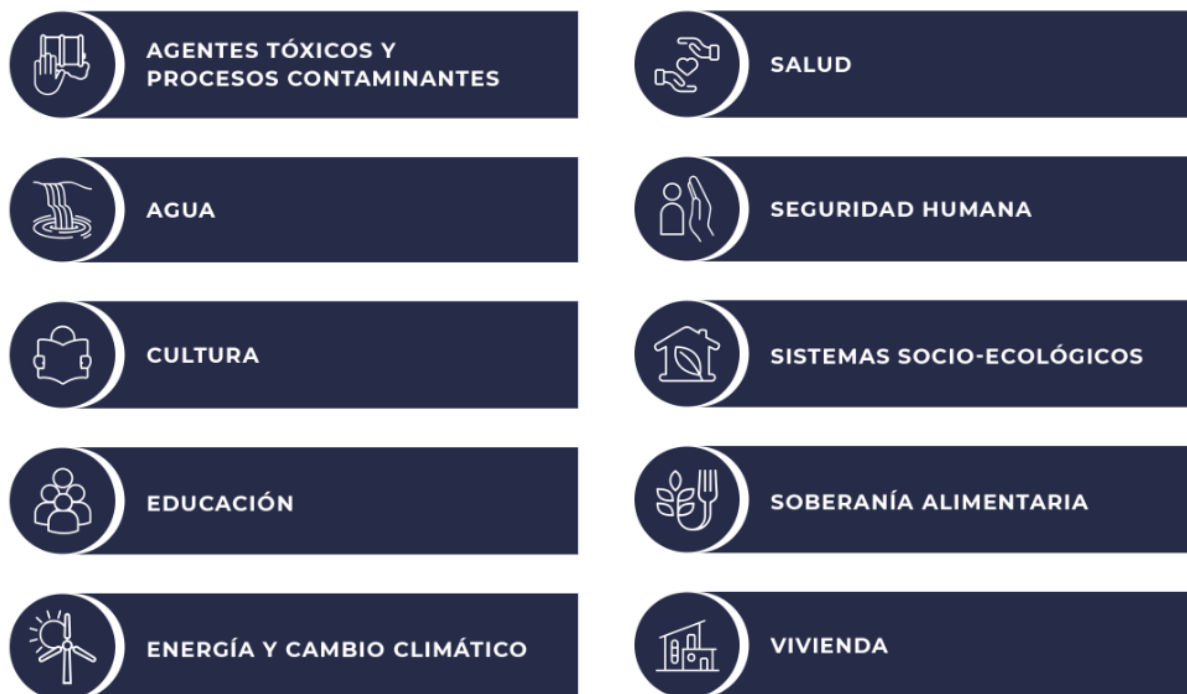 AGENTES TÓXICOS Y
PROCESOS CONTAMINANTES
AGUA
CULTURA
EDUCACIÓN
ENERGÍA Y CAMBIO CLIMÁTICO
SALUD
SEGURIDAD HUMANA
SISTEMAS SOCIO-ECOLÓGICOS
SOBERANÍA ALIMENTARIA
VIVIENDA